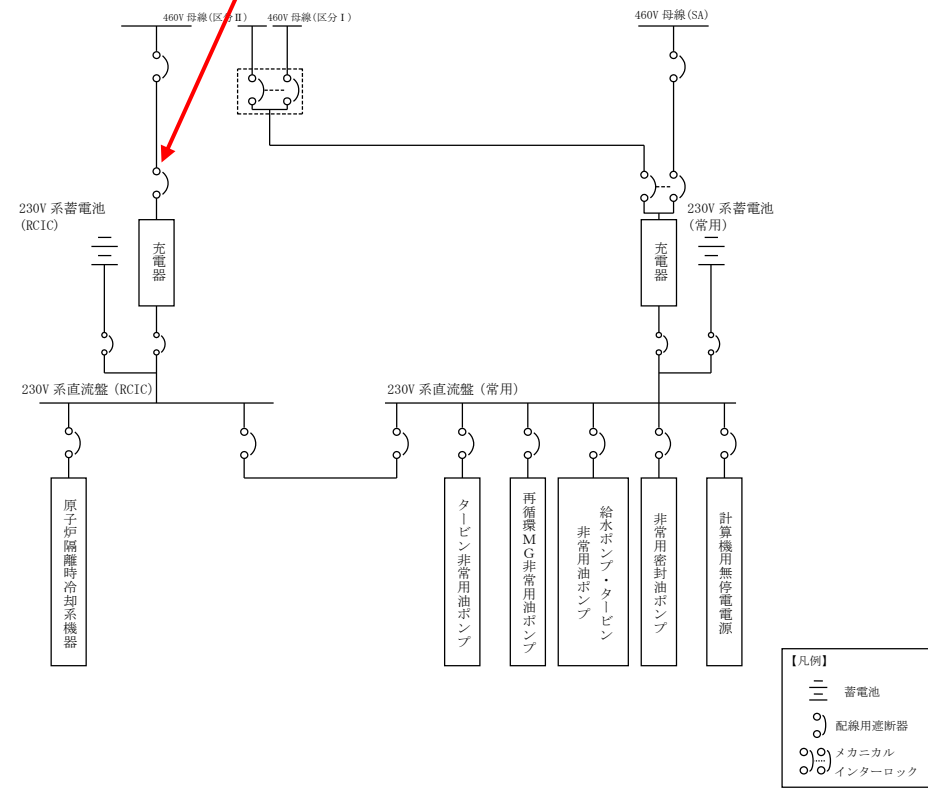 460V 母線(区分Ⅱ)
460V 母線(区分Ⅰ)
460V 母線(SA)
230V 系蓄電池
(RCIC)
充電器
充電器
230V 系蓄電池
(常用)
230V 系直流盤 (RCIC)
230V 系直流盤 (常用)
原子炉隔離時冷却系機器
タービン非常用油ポンプ
再循環MG非常用油ポンプ
給水ポンプ・タービン
非常用油ポンプ
非常用密封油ポンプ
計算機用無停電電源
【凡例】
蓄電池
配線用遮断器
メカニカル
インターロック